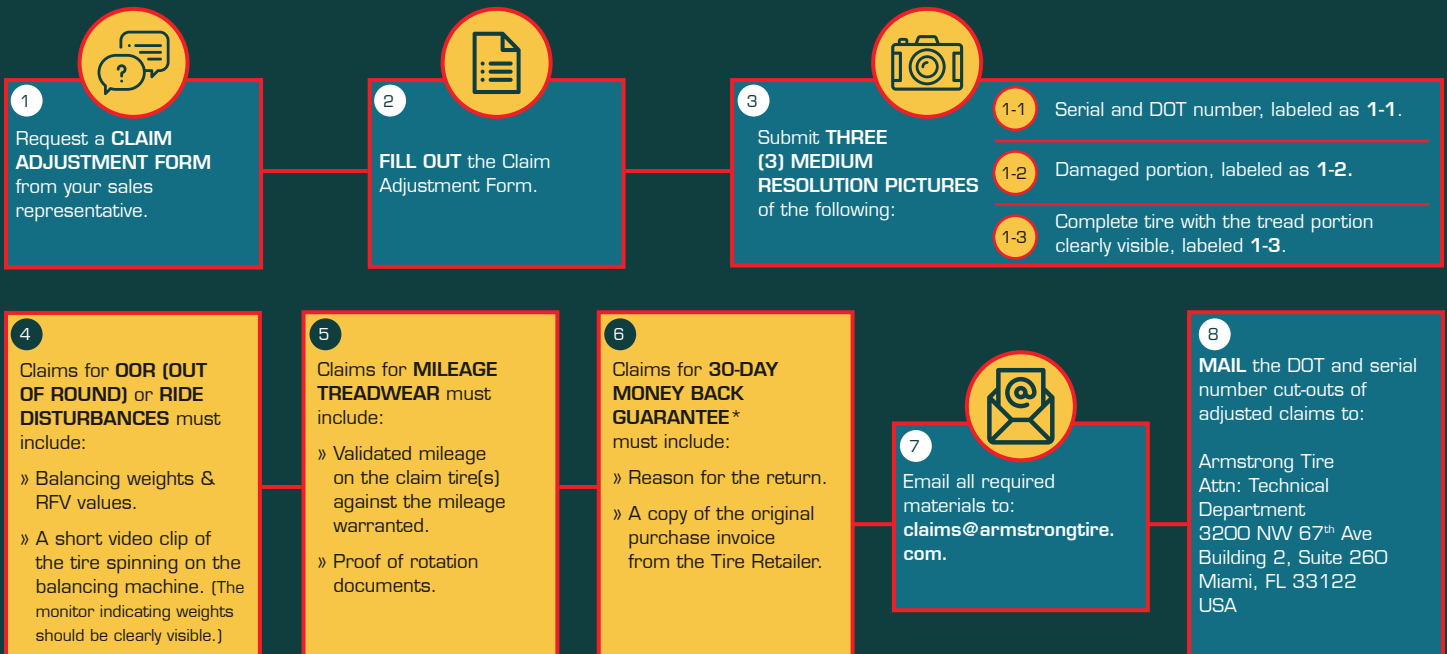 1
Request a CLAIM
ADJUSTMENT FORM
from your sales
representative.
2
FILL OUT the Claim
Adjustment Form.
3
Submit THREE
(3) MEDIUM
RESOLUTION PICTURES
of the following:
1-1 Serial and DOT number, labeled as 1-1.
1-2 Damaged portion, labeled as 1-2.
1-3 Complete tire with the tread portion
clearly visible, labeled 1-3.
4
Claims for OOR (OUT
OF ROUND) or RIDE
DISTURBANCES must
include:
» Balancing weights &
RFV values.
» A short video clip of
the tire spinning on the
balancing machine. (The
monitor indicating weights
should be clearly visible.)
5
Claims for MILEAGE
TREADWEAR must
include:
» Validated mileage
on the claim tire(s)
against the mileage
warranted.
» Proof of rotation
documents.
6
Claims for 30-DAY
MONEY BACK
GUARANTEE*
must include:
» Reason for the return.
» A copy of the original
purchase invoice
from the Tire Retailer.
7
Email all required
materials to:
claims@armstrongtire.
com.
8
MAIL the DOT and serial
number cut-outs of
adjusted claims to:
Armstrong Tire
Attn: Technical
Department
3200 NW 67th Ave
Building 2, Suite 260
Miami, FL 33122
USA